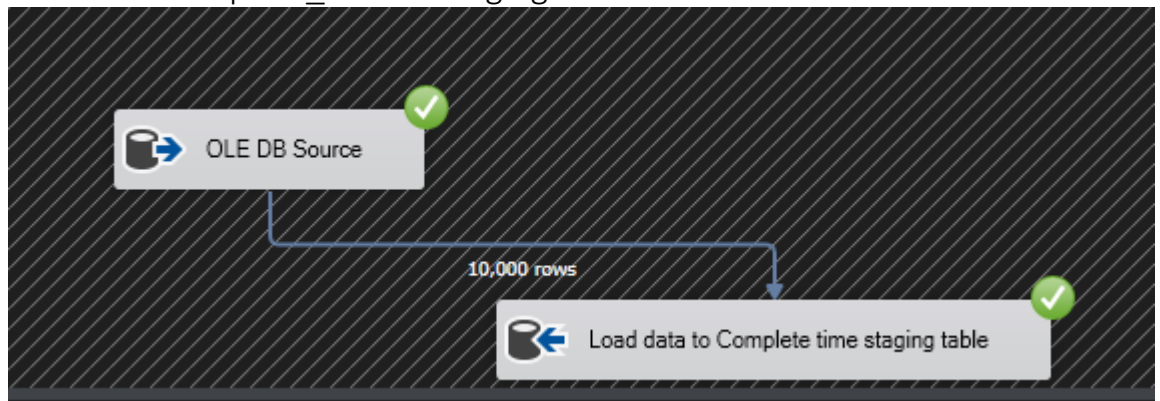 OLE DB Source
10,000 rows
Load data to Complete time staging table